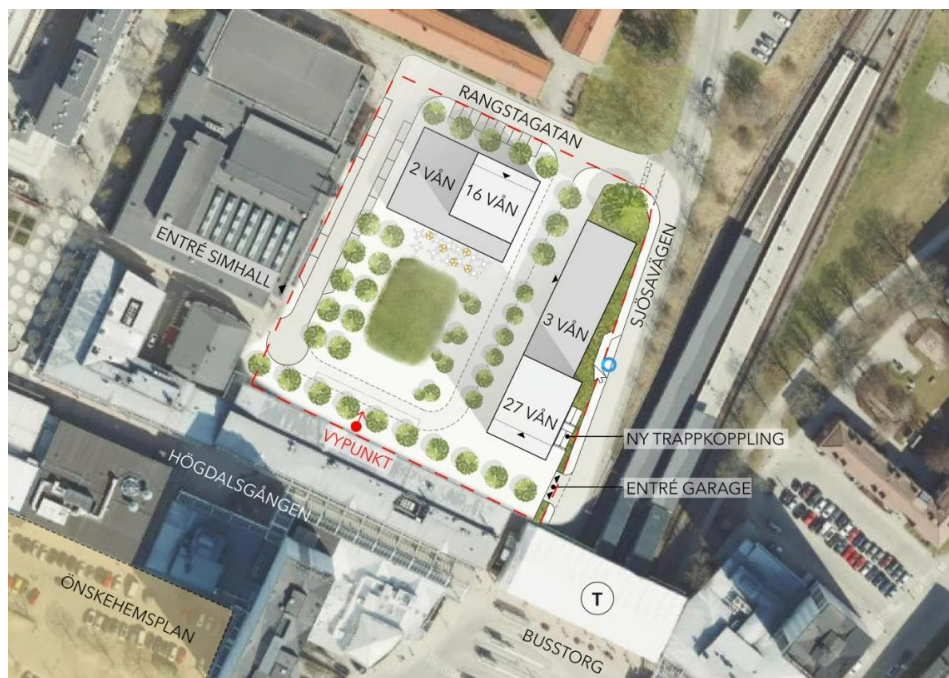 RANGSTAGATAN
2 VÅN
16 VÅN
ENTRÉ SIMHALL
SJÖSAVÄGEN
3 VÅN
27 VÅN
NY TRAPPKOPPLING
VYPUNKT
ENTRÉ GARAGE
HÖGDALSGÅNGEN
ÖNSKEHEMSPLAN
T
BUSSTORG